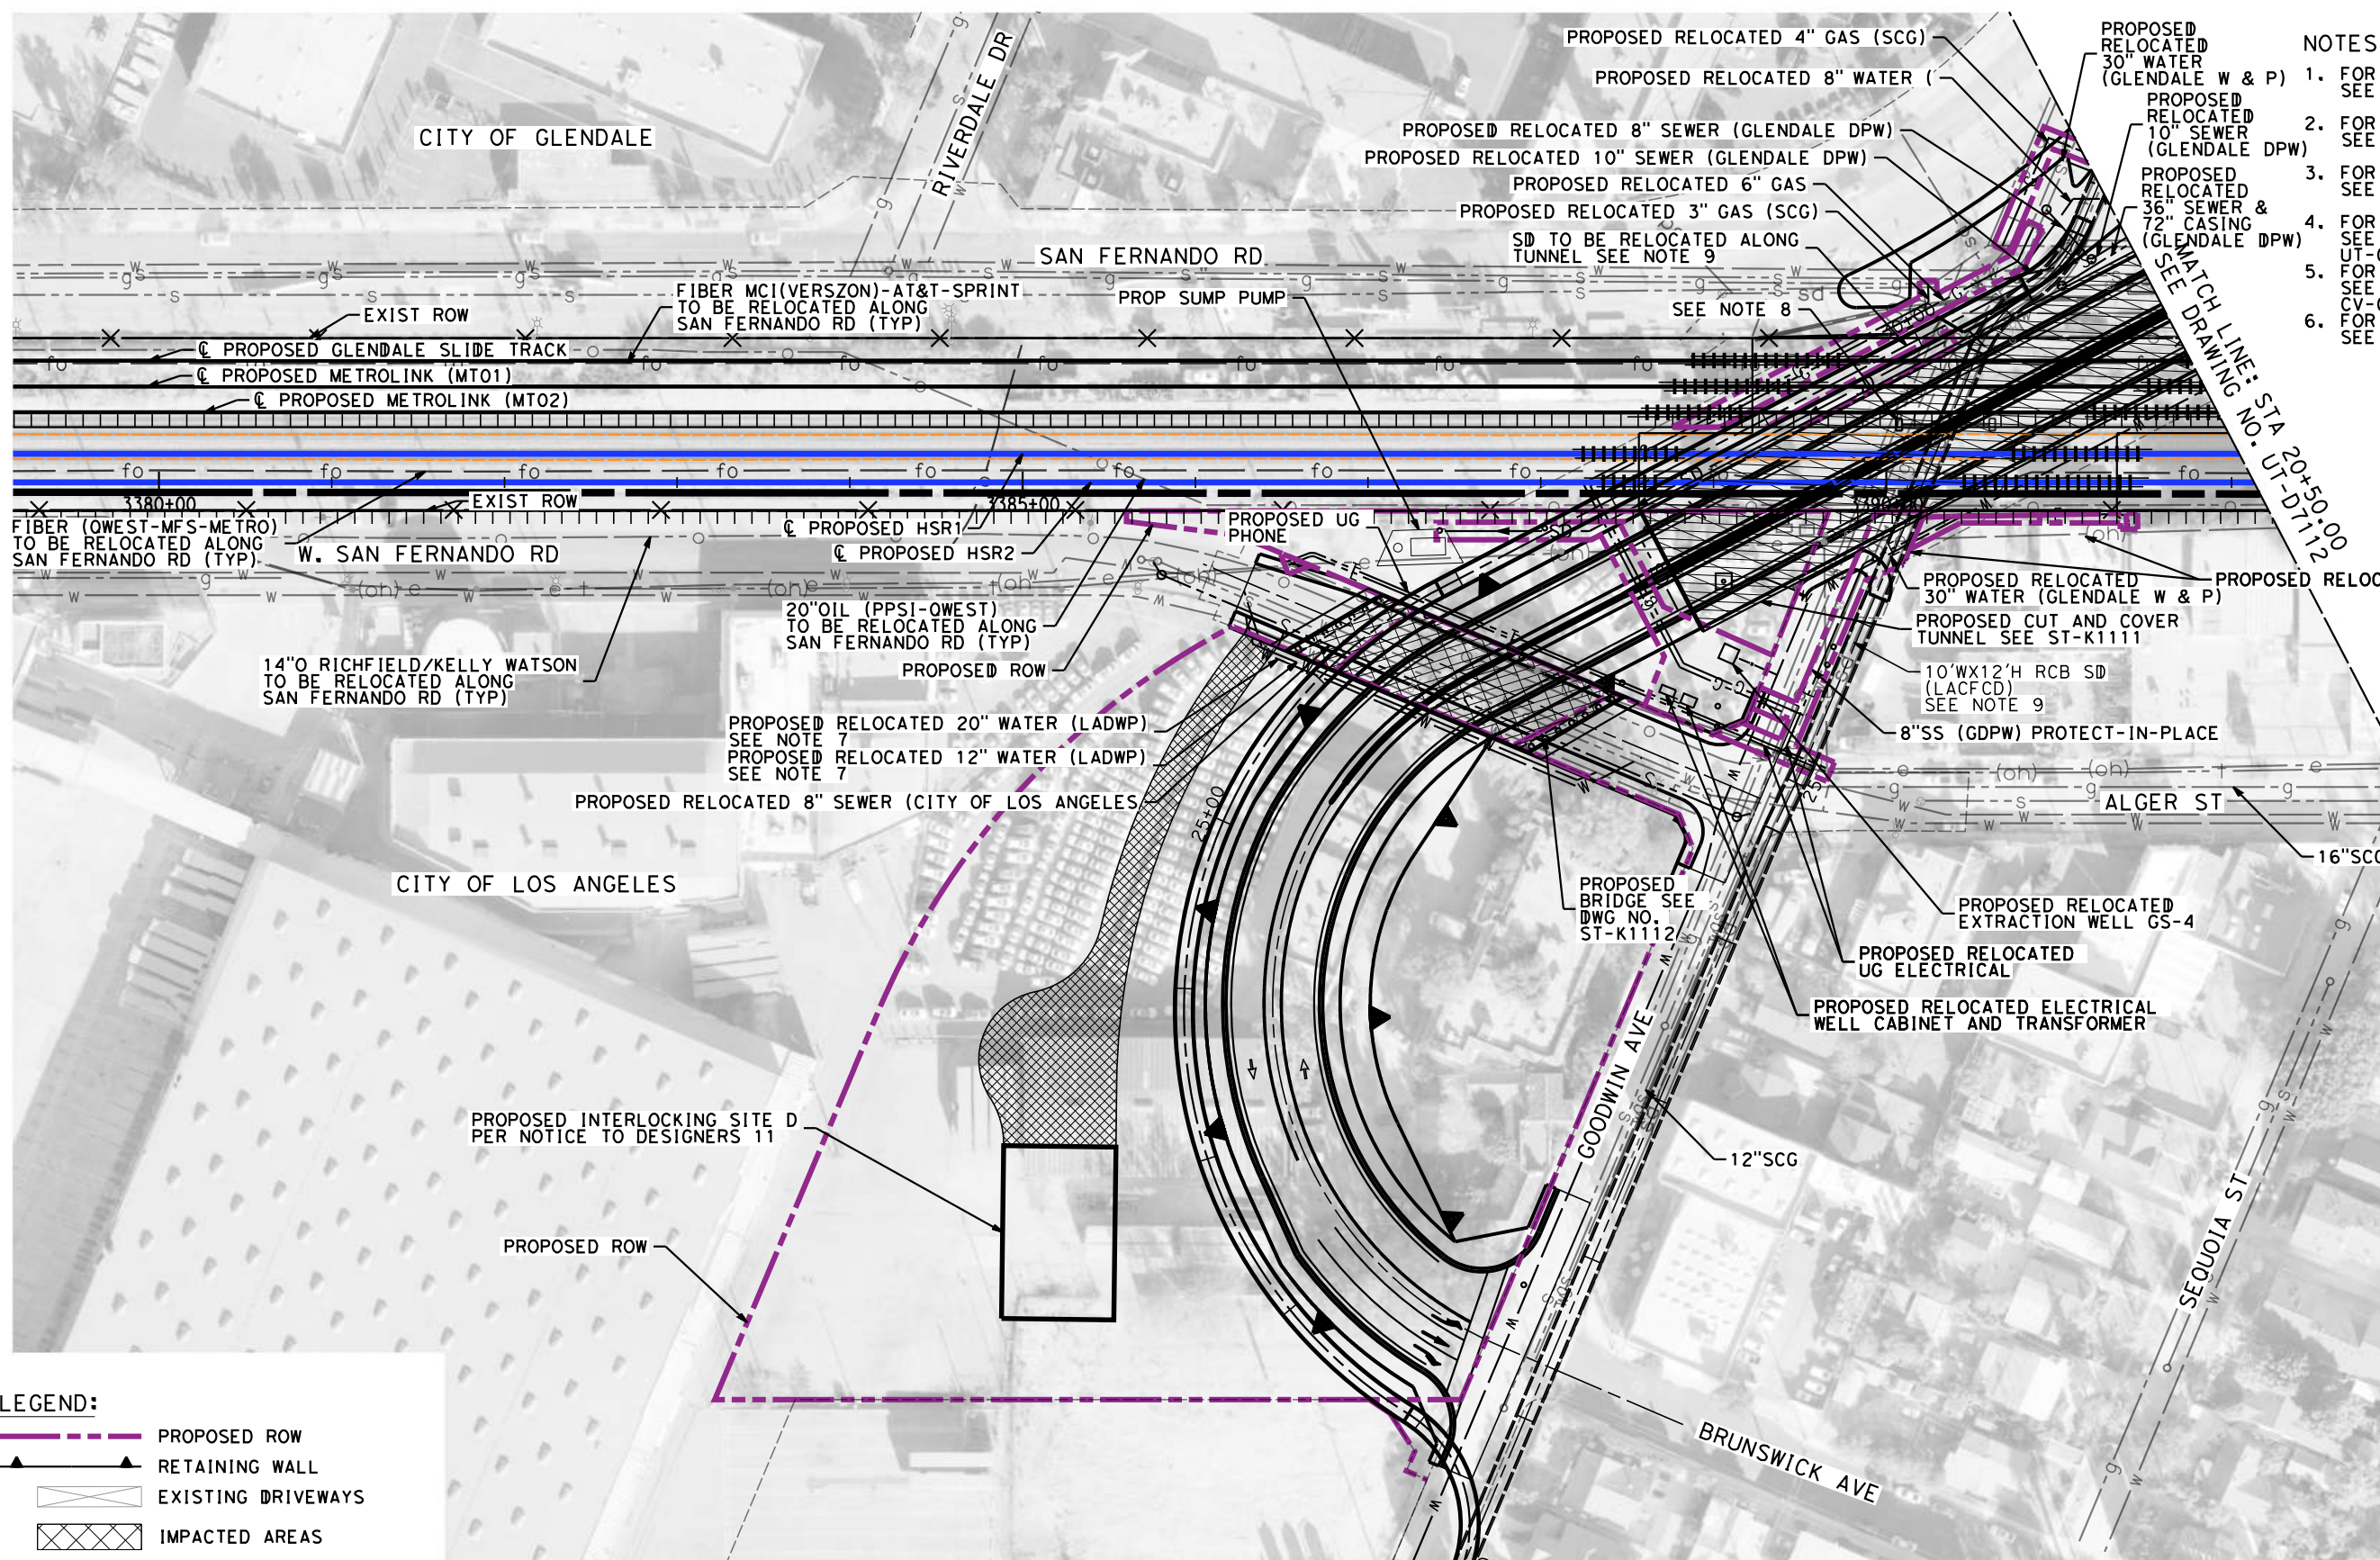 PROPOSED RELOCATED 4" GAS (SCG)
PROPOSED RELOCATED 8" WATER (
PROPOSED RELOCATED 8" SEWER (GLENDALE DPW)
PROPOSED RELOCATED 10" SEWER (GLENDALE DPW)
PROPOSED RELOCATED 6" GAS
PROPOSED RELOCATED 3" GAS (SCG)
SD TO BE RELOCATED ALONG
TUNNEL SEE NOTE 9
SEE NOTE 8
PROPOSED
RELOCATED
30" WATER
(GLENDALE W & P)
PROPOSED
RELOCATED
10" SEWER
(GLENDALE DPW)
PROPOSED
RELOCATED
36" SEWER &
72" CASING
(GLENDALE DPW)
NOTES
1. FOR
SEE
2. FOR
SEE
3. FOR
SEE
4. FOR
SEE
5. FOR
SEE
6. FOR
SEE
MATCH LINE: STA 20+50.00
SEE DRAWING NO. UT-D7112
CITY OF GLENDALE
RIVERDALE DR
SAN FERNANDO RD
FIBER MCI(VERSZON)-AT&T-SPRINT
TO BE RELOCATED ALONG
SAN FERNANDO RD (TYP)
PROP SUMP PUMP
EXIST ROW
℄ PROPOSED GLENDALE SLIDE TRACK
℄ PROPOSED METROLINK (MT01)
℄ PROPOSED METROLINK (MT02)
3380+00
EXIST ROW
3385+00
FIBER (QWEST-MFS-METRO)
TO BE RELOCATED ALONG
SAN FERNANDO RD (TYP)
W. SAN FERNANDO RD
℄ PROPOSED HSR1
℄ PROPOSED HSR2
PROPOSED UG
PHONE
20"OIL (PPSI-QWEST)
TO BE RELOCATED ALONG
SAN FERNANDO RD (TYP)
PROPOSED ROW
14"O RICHFIELD/KELLY WATSON
TO BE RELOCATED ALONG
SAN FERNANDO RD (TYP)
PROPOSED RELOCATED 20" WATER (LADWP)
SEE NOTE 7
PROPOSED RELOCATED 12" WATER (LADWP)
SEE NOTE 7
PROPOSED RELOCATED 8" SEWER (CITY OF LOS ANGELES
PROPOSED RELOC
PROPOSED RELOCATED
30" WATER (GLENDALE W & P)
PROPOSED CUT AND COVER
TUNNEL SEE ST-K1111
10'WX12'H RCB SD
(LACFCD)
SEE NOTE 9
8"SS (GDPW) PROTECT-IN-PLACE
ALGER ST
16"SCG
25+00
CITY OF LOS ANGELES
PROPOSED
BRIDGE SEE
DWG NO.
ST-K1112
PROPOSED RELOCATED
EXTRACTION WELL GS-4
PROPOSED RELOCATED
UG ELECTRICAL
PROPOSED RELOCATED ELECTRICAL
WELL CABINET AND TRANSFORMER
GOODWIN AVE
12"SCG
PROPOSED INTERLOCKING SITE D
PER NOTICE TO DESIGNERS 11
PROPOSED ROW
SEQUOIA ST
BRUNSWICK AVE
LEGEND:
PROPOSED ROW
RETAINING WALL
EXISTING DRIVEWAYS
IMPACTED AREAS